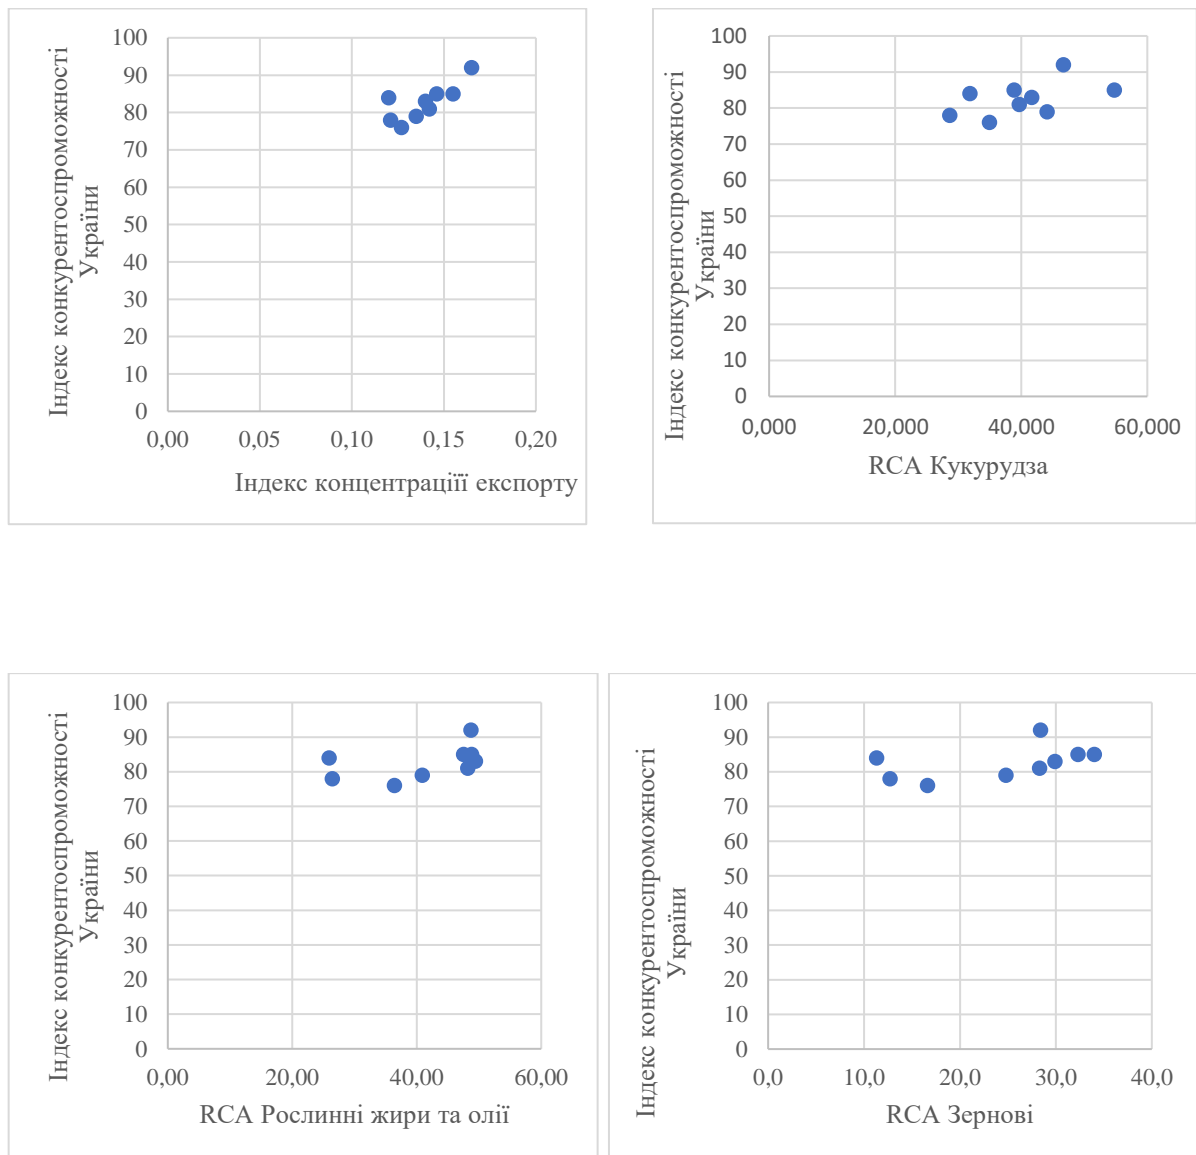 Індекс конкурентоспроможності
України
100
90
80
70
60
50
40
30
20
10
0
0,00 0,05 0,10 0,15 0,20
Індекс концентраціїї експорту
Індекс конкурентоспроможності
України
100
90
80
70
60
50
40
30
20
10
0
0,000 20,000 40,000 60,000
RCA Кукурудза
Індекс конкурентоспроможності
України
100
90
80
70
60
50
40
30
20
10
0
0,00 20,00 40,00 60,00
RCA Рослинні жири та олії
Індекс конкурентоспроможності
України
100
90
80
70
60
50
40
30
20
10
0
0,0 10,0 20,0 30,0 40,0
RCA Зернові